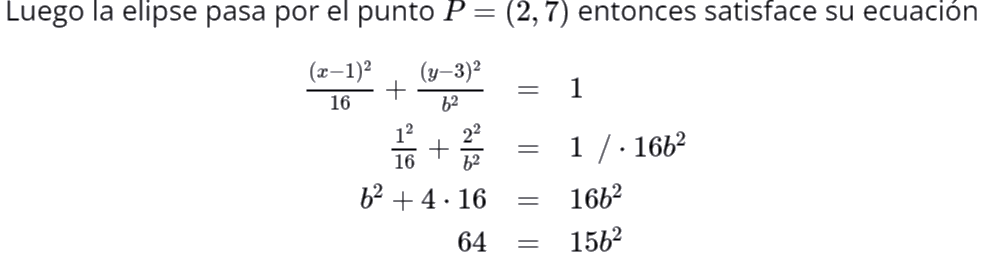 Luego la elipse pasa por el punto P = (2, 7) entonces satisface su ecuación
(x−1)²/16 + (y−3)²/b² = 1
1²/16 + 2²/b² = 1 / · 16b²
b² + 4 · 16 = 16b²
64 = 15b²